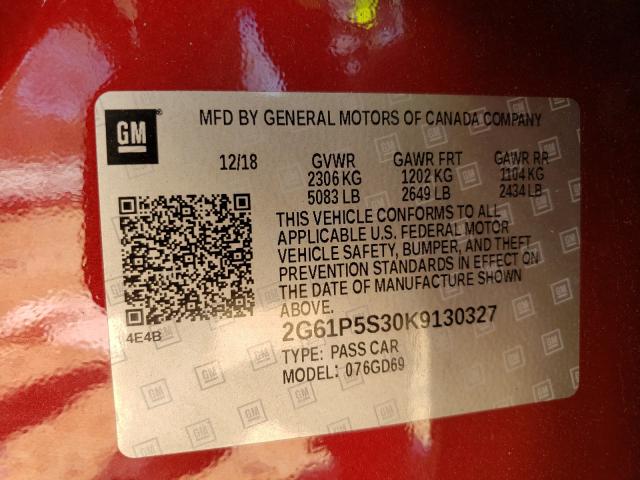 GM
MFD BY GENERAL MOTORS OF CANADA COMPANY
12/18 GVWR GAWR FRT GAWR RR
2306 KG 1202 KG 1104 KG
5083 LB 2649 LB 2434 LB
THIS VEHICLE CONFORMS TO ALL
APPLICABLE U.S. FEDERAL MOTOR
VEHICLE SAFETY, BUMPER, AND THEFT
PREVENTION STANDARDS IN EFFECT ON
THE DATE OF MANUFACTURE SHOWN
ABOVE.
4E4B
2G61P5S30K9130327
TYPE: PASS CAR
MODEL: 076GD69